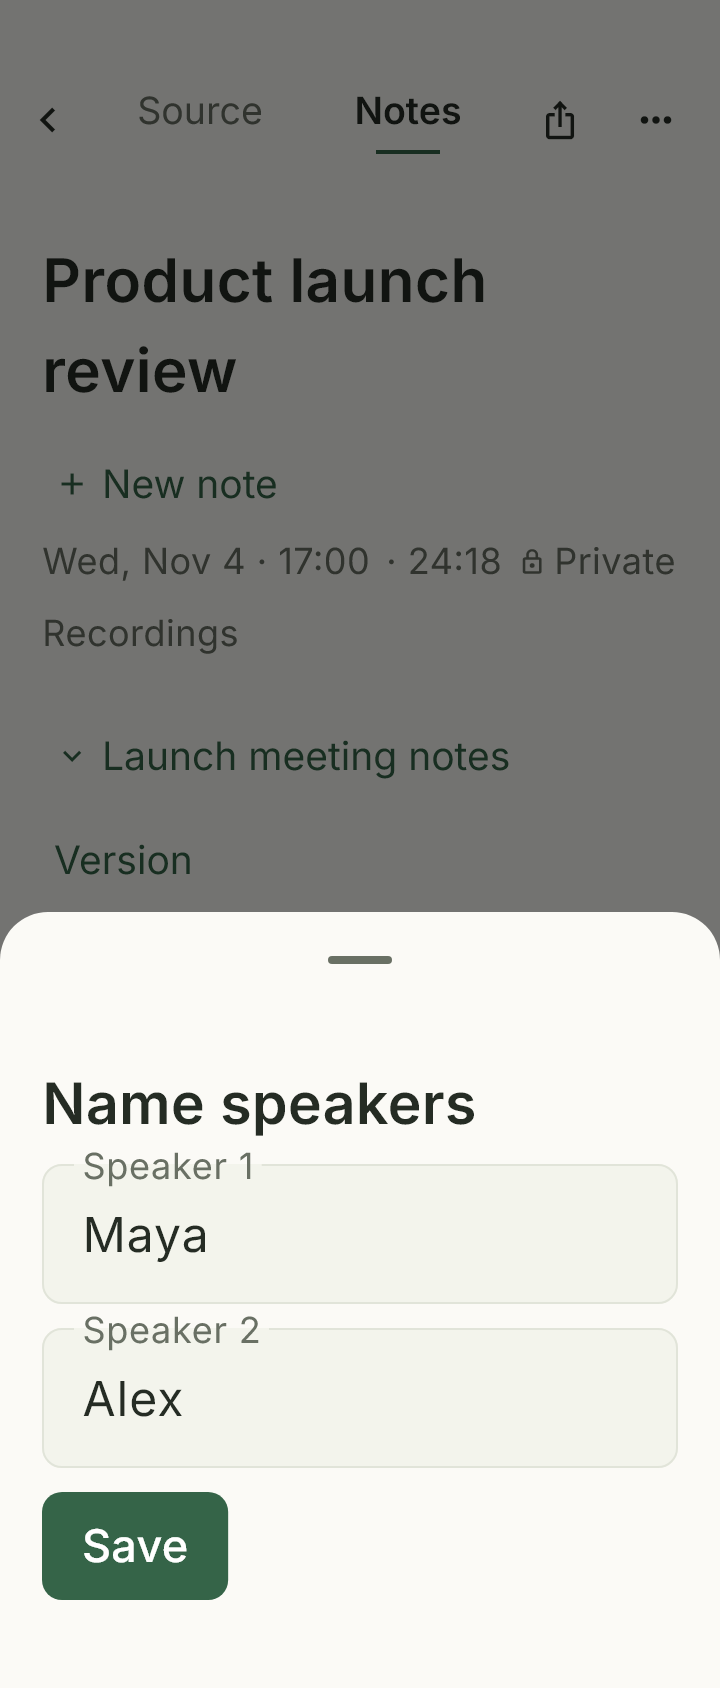 Source Notes
Product launch
review
+ New note
Wed, Nov 4 · 17:00 · 24:18 Private
Recordings
Launch meeting notes
Version
Name speakers
Speaker 1
Maya
Speaker 2
Alex
Save